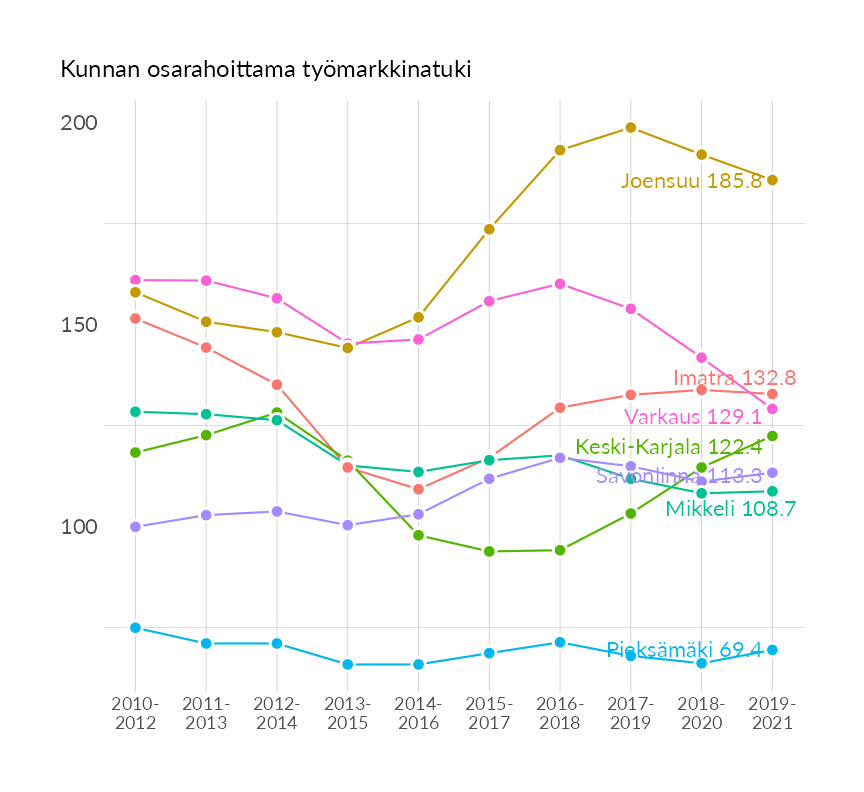 Kunnan osarahoittama työmarkkinatuki
200
Joensuu 185.8
150
Imatra 132.8
Varkaus 129.1
Keski-Karjala 122.4
Savonlinna 113.3
Mikkeli 108.7
100
Pieksämäki 69.4
2010- 2011- 2012- 2013- 2014- 2015- 2016- 2017- 2018- 2019-
2012 2013 2014 2015 2016 2017 2018 2019 2020 2021